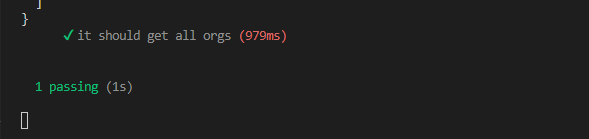 ]
}
✓ it should get all orgs (979ms)
1 passing (1s)